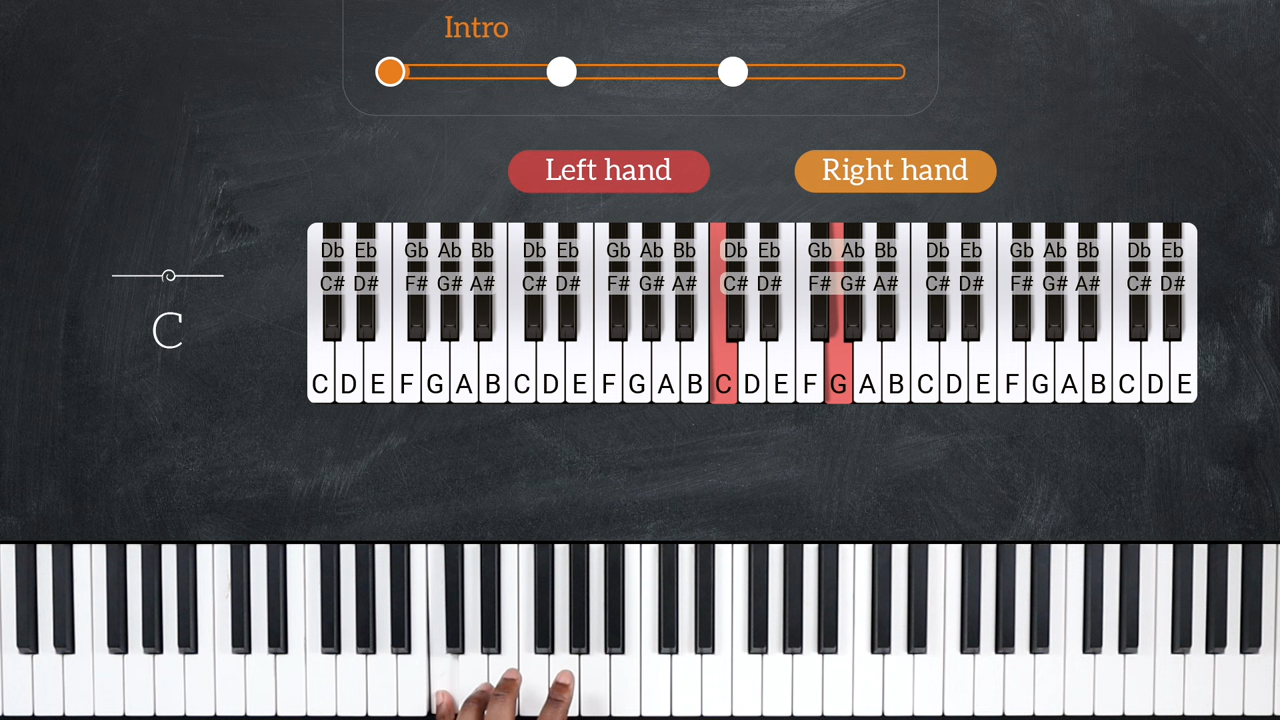 Intro
Left hand Right hand
Db Eb Gb Ab Bb Db Eb Gb Ab Bb Db Eb Gb Ab Bb Db Eb Gb Ab Bb Db Eb
C# D# F# G# A# C# D# F# G# A# C# D# F# G# A# C# D# F# G# A# C# D#
C
C D E F G A B C D E F G A B C D E F G A B C D E F G A B C D E